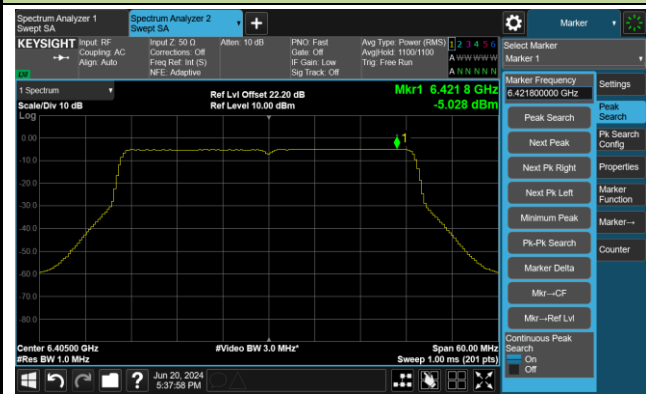 Spectrum Analyzer 1
Swept SA
Spectrum Analyzer 2
Swept SA
+
Marker
KEYSIGHT
Input: RF
Coupling: AC
Align: Auto
Input Z: 50 Ω
Corrections: Off
Freq Ref: Int (S)
NFE: Adaptive
Atten: 10 dB
PNO: Fast
Gate: Off
IF Gain: Low
Sig Track: Off
Avg Type: Power (RMS)
Avg|Hold: 1100/1100
Trig: Free Run
1 2 3 4 5 6
A W W W W W
A N N N N N
Select Marker
Marker 1
1 Spectrum
Scale/Div 10 dB
Log
Ref Lvl Offset 22.20 dB
Ref Level 10.00 dBm
Mkr1 6.421 8 GHz
-5.028 dBm
0.00
-10.0
-20.0
-30.0
-40.0
-50.0
-60.0
-70.0
-80.0
1
Center 6.40500 GHz
#Res BW 1.0 MHz
#Video BW 3.0 MHz*
Span 60.00 MHz
Sweep 1.00 ms (201 pts)
Marker Frequency
6.421800000 GHz
Peak Search
Next Peak
Next Pk Right
Next Pk Left
Minimum Peak
Pk-Pk Search
Marker Delta
Mkr→CF
Mkr→Ref Lvl
Continuous Peak
Search
On
Off
Settings
Peak
Search
Pk Search
Config
Properties
Marker
Function
Marker→
Counter
?
Jun 20, 2024
5:37:58 PM